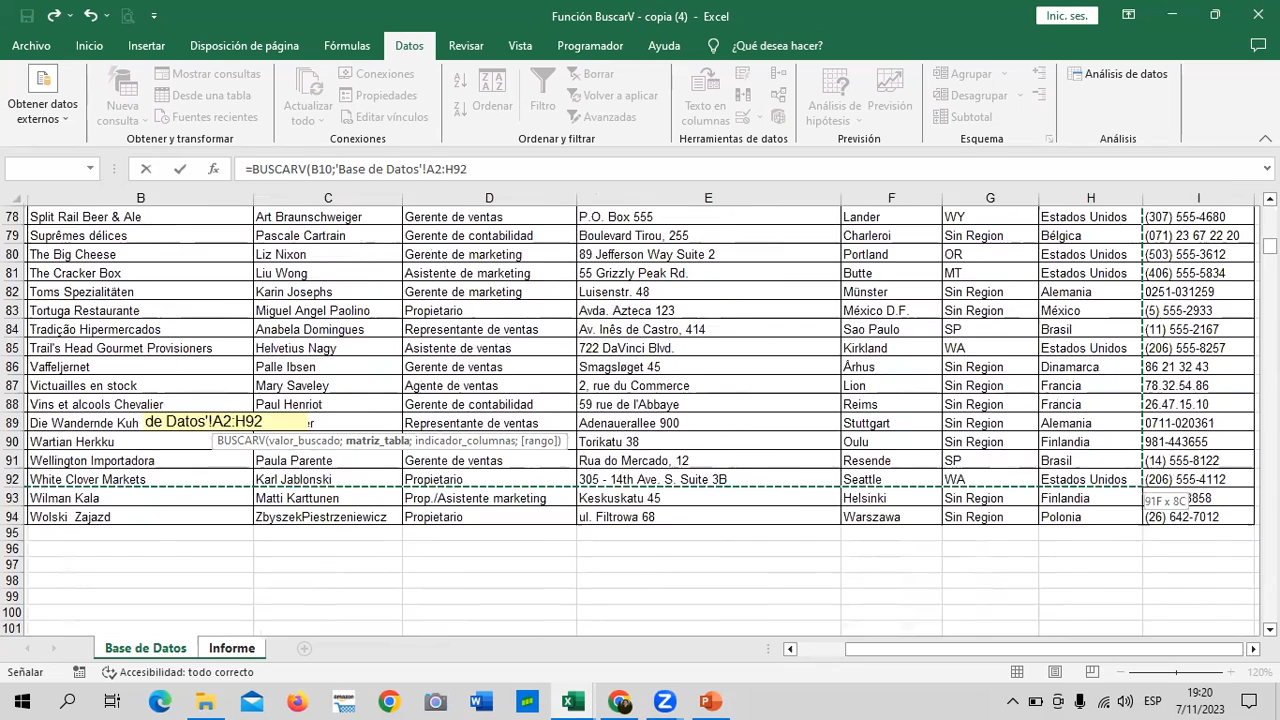 Función BuscarV - copia (4) - Excel
Inic. ses.
Archivo Inicio Insertar Disposición de página Fórmulas Datos Revisar Vista Programador Ayuda ¿Qué desea hacer?
Obtener datos externos
Nueva consulta
Mostrar consultas
Desde una tabla
Fuentes recientes
Obtener y transformar
Actualizar todo
Conexiones
Propiedades
Editar vínculos
Conexiones
Ordenar
Filtro
Borrar
Volver a aplicar
Avanzadas
Ordenar y filtrar
Texto en columnas
Herramientas de datos
Análisis de hipótesis
Previsión
Previsión
Agrupar
Desagrupar
Subtotal
Esquema
Análisis de datos
Análisis
fx =BUSCARV(B10;'Base de Datos'!A2:H92
B C D E F G H I
78 Split Rail Beer & Ale Art Braunschweiger Gerente de ventas P.O. Box 555 Lander WY Estados Unidos (307) 555-4680
79 Suprêmes délices Pascale Cartrain Gerente de contabilidad Boulevard Tirou, 255 Charleroi Sin Region Bélgica (071) 23 67 22 20
80 The Big Cheese Liz Nixon Gerente de marketing 89 Jefferson Way Suite 2 Portland OR Estados Unidos (503) 555-3612
81 The Cracker Box Liu Wong Asistente de marketing 55 Grizzly Peak Rd. Butte MT Estados Unidos (406) 555-5834
82 Toms Spezialitäten Karin Josephs Gerente de marketing Luisenstr. 48 Münster Sin Region Alemania 0251-031259
83 Tortuga Restaurante Miguel Angel Paolino Propietario Avda. Azteca 123 México D.F. Sin Region México (5) 555-2933
84 Tradição Hipermercados Anabela Domingues Representante de ventas Av. Inês de Castro, 414 Sao Paulo SP Brasil (11) 555-2167
85 Trail's Head Gourmet Provisioners Helvetius Nagy Asistente de ventas 722 DaVinci Blvd. Kirkland WA Estados Unidos (206) 555-8257
86 Vaffeljernet Palle Ibsen Gerente de ventas Smagsløget 45 Århus Sin Region Dinamarca 86 21 32 43
87 Victuailles en stock Mary Saveley Agente de ventas 2, rue du Commerce Lion Sin Region Francia 78.32.54.86
88 Vins et alcools Chevalier Paul Henriot Gerente de contabilidad 59 rue de l'Abbaye Reims Sin Region Francia 26.47.15.10
89 Die Wandernde Kuh de Datos'!A2:H92 er Representante de ventas Adenauerallee 900 Stuttgart Sin Region Alemania 0711-020361
90 Wartian Herkku BUSCARV(valor_buscado; matriz_tabla; indicador_columnas; [rango]) Torikatu 38 Oulu Sin Region Finlandia 981-443655
91 Wellington Importadora Paula Parente Gerente de ventas Rua do Mercado, 12 Resende SP Brasil (14) 555-8122
92 White Clover Markets Karl Jablonski Propietario 305 - 14th Ave. S. Suite 3B Seattle WA Estados Unidos (206) 555-4112
93 Wilman Kala Matti Karttunen Prop./Asistente marketing Keskuskatu 45 Helsinki Sin Region Finlandia 91F x 8C 8858
94 Wolski Zajazd ZbyszekPiestrzeniewicz Propietario ul. Filtrowa 68 Warszawa Sin Region Polonia (26) 642-7012
95
96
97
98
99
100
101
Base de Datos Informe
Señalar Accesibilidad: todo correcto 120%
ESP 19:20
7/11/2023